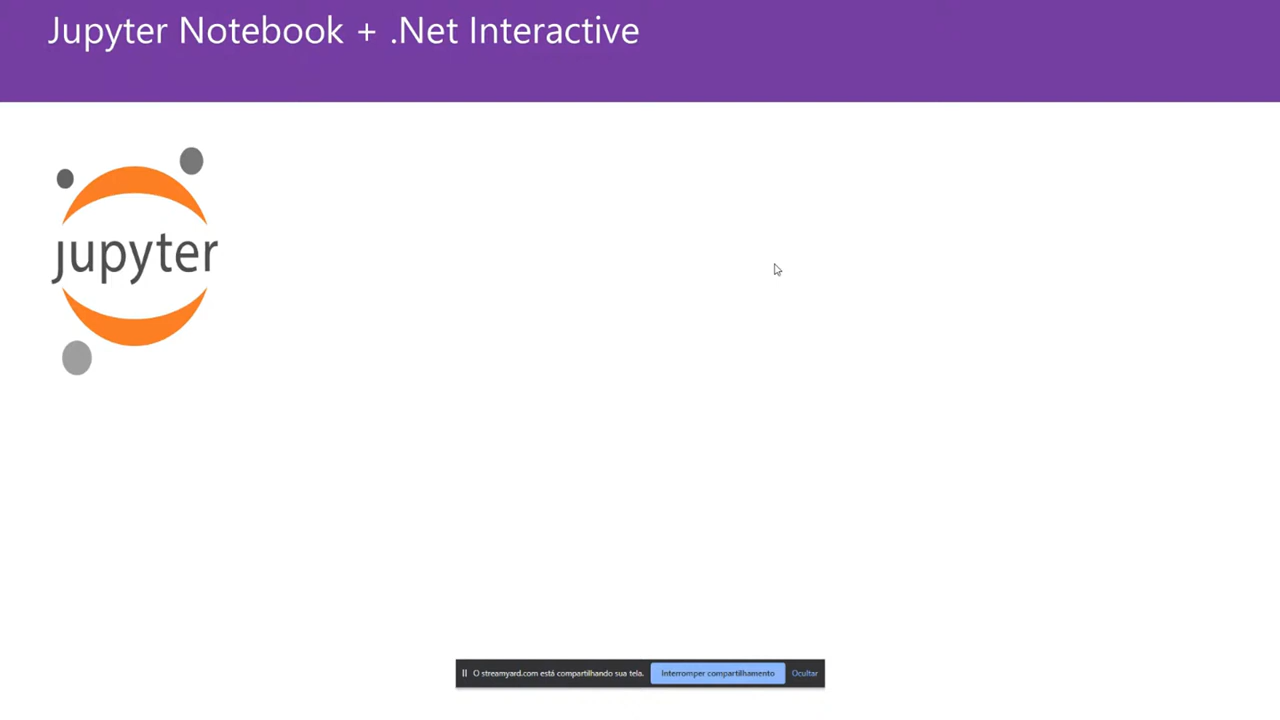 Jupyter Notebook + .Net Interactive
jupyter
O streamyard.com está compartilhando sua tela. Interromper compartilhamento Ocultar